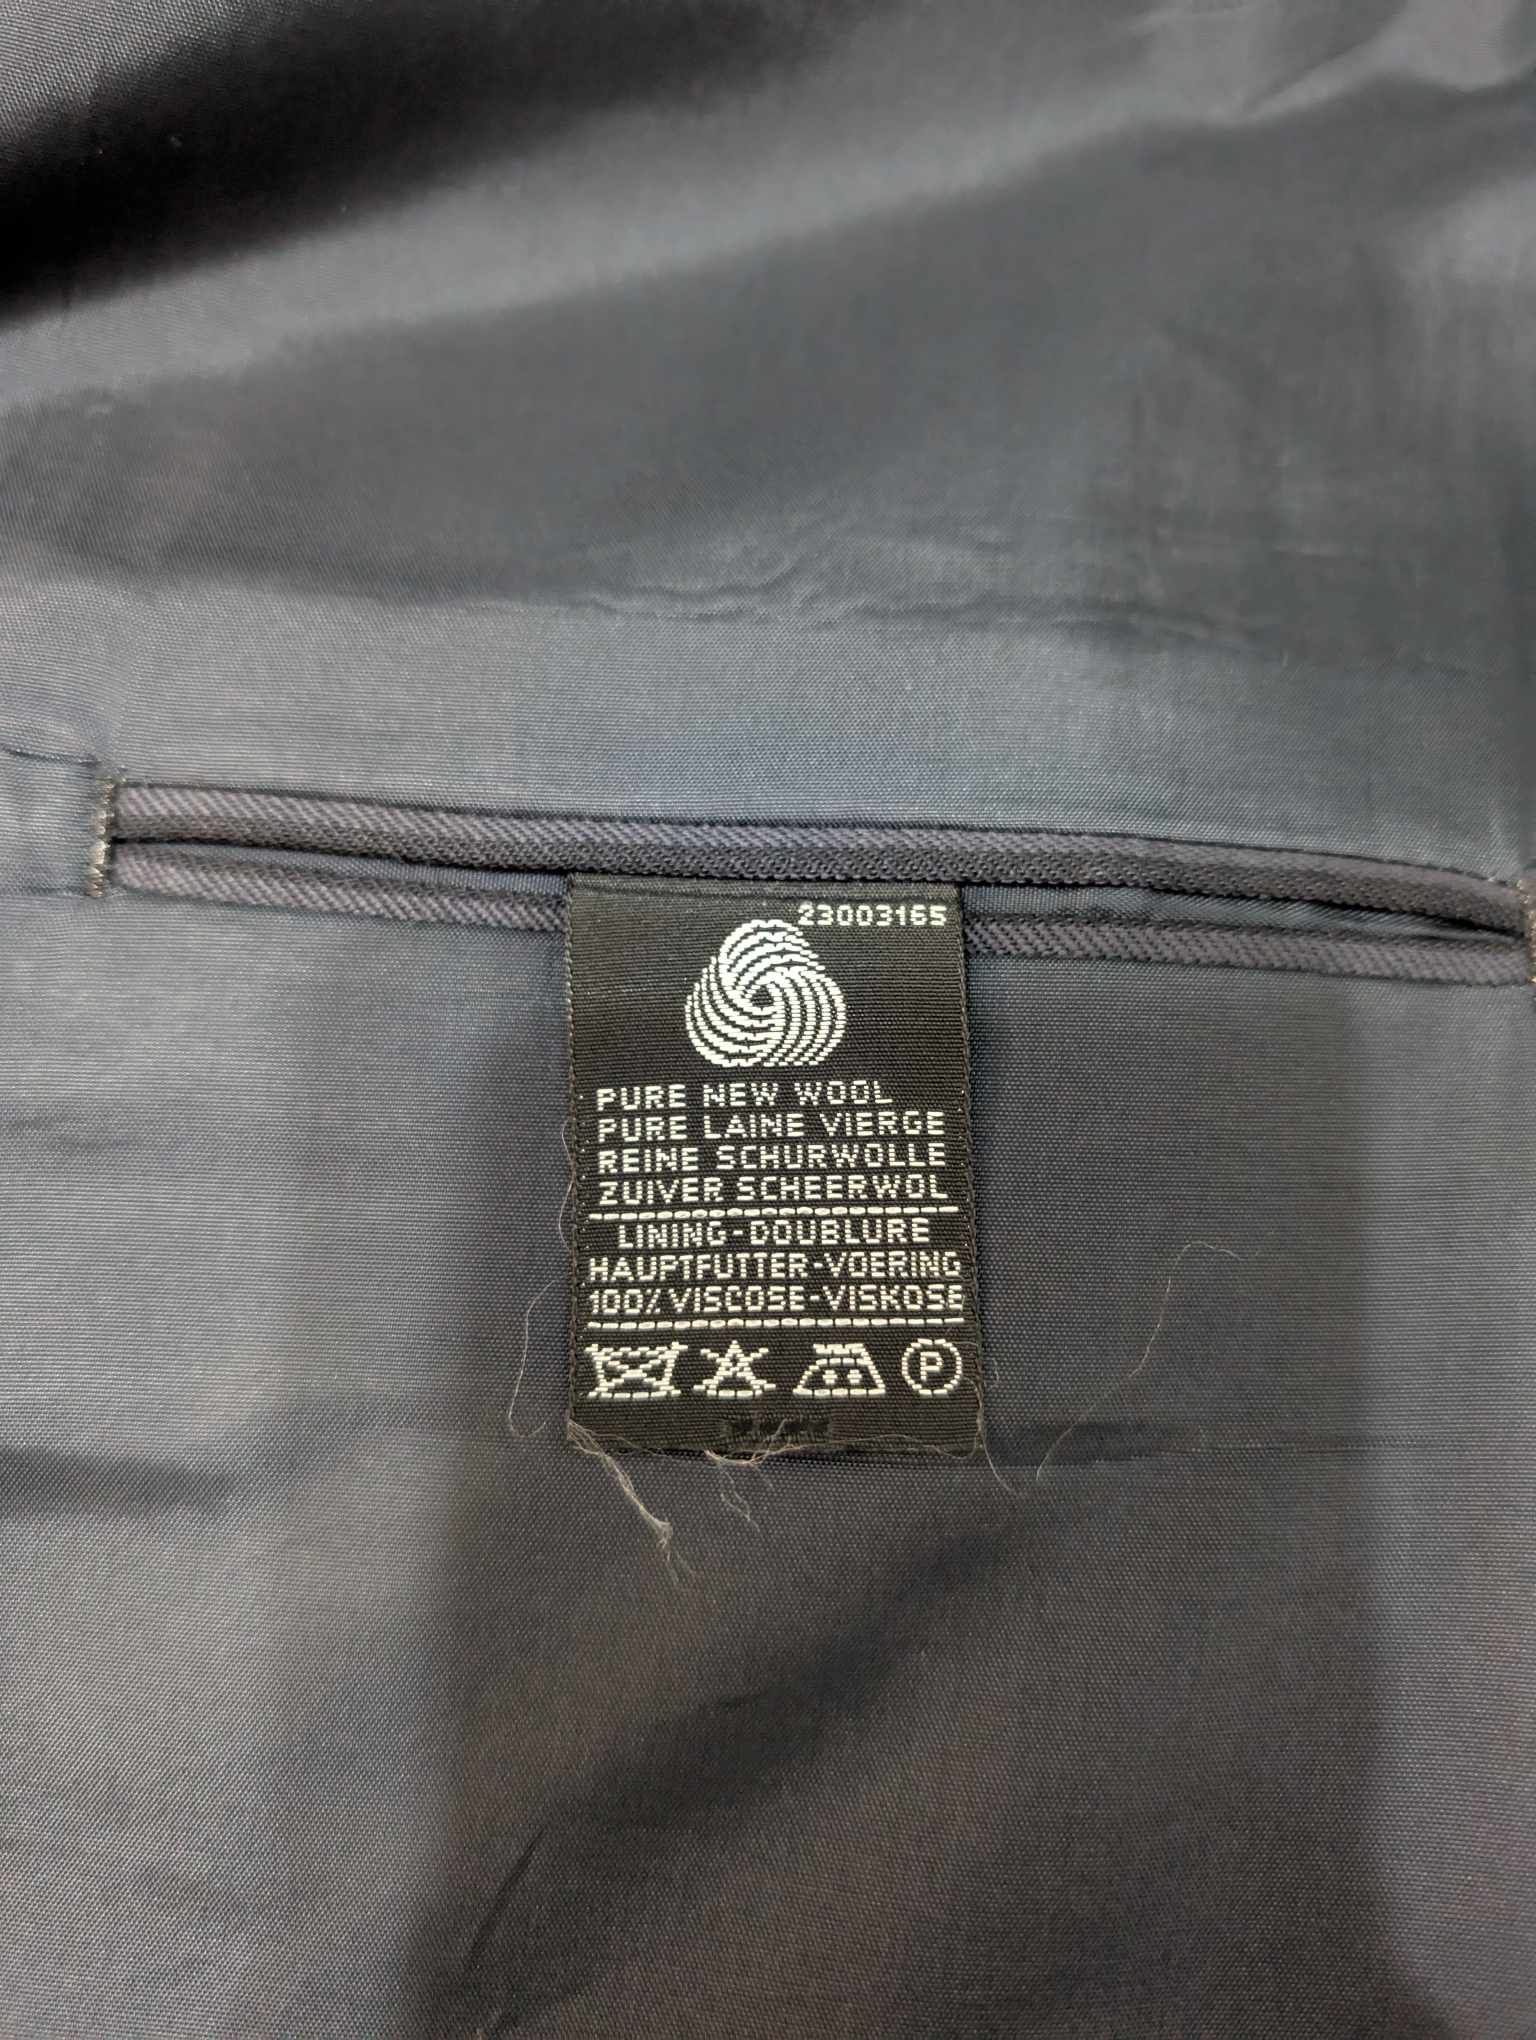 23003165
PURE NEW WOOL
PURE LAINE VIERGE
REINE SCHURWOLLE
ZUIVER SCHEERWOL
LINING-DOUBLURE
HAUPTFUTTER-VOERING
100% VISCOSE-VISKOSE
A P